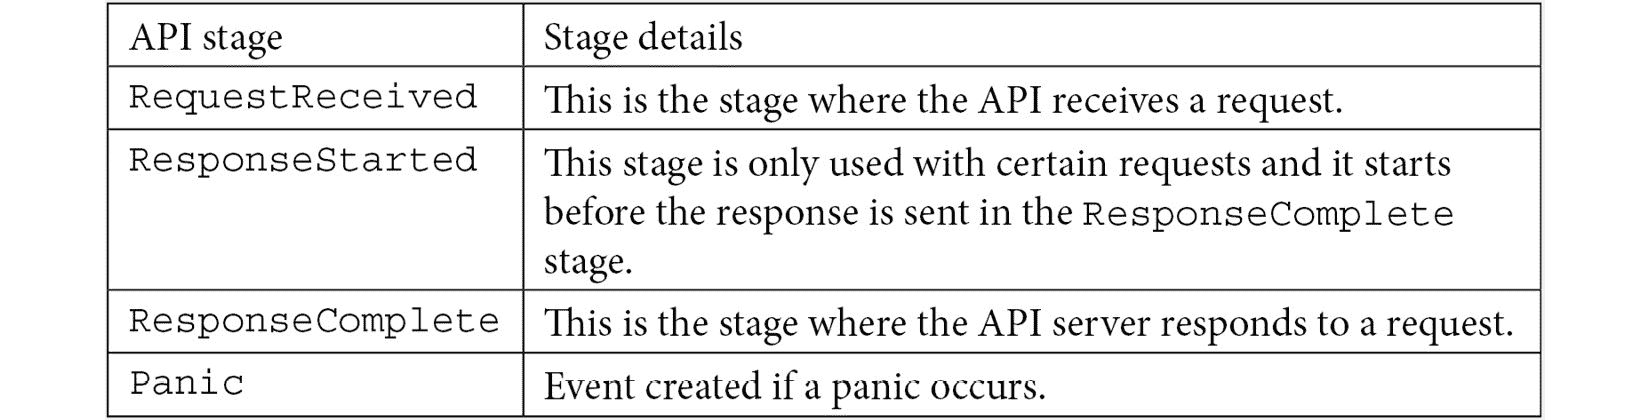 API stage
Stage details
RequestReceived
This is the stage where the API receives a request.
ResponseStarted
This stage is only used with certain requests and it starts
before the response is sent in the ResponseComplete
stage.
ResponseComplete
This is the stage where the API server responds to a request.
Panic
Event created if a panic occurs.